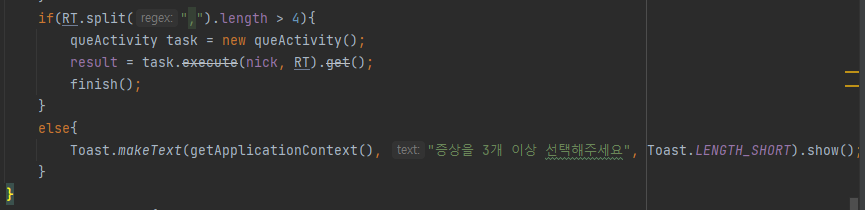 if(RT.split( regex: ",").length > 4){
queActivity task = new queActivity();
result = task.execute(nick, RT).get();
finish();
}
else{
Toast.makeText(getApplicationContext(), text: "증상을 3개 이상 선택해주세요", Toast.LENGTH_SHORT).show();
}
}